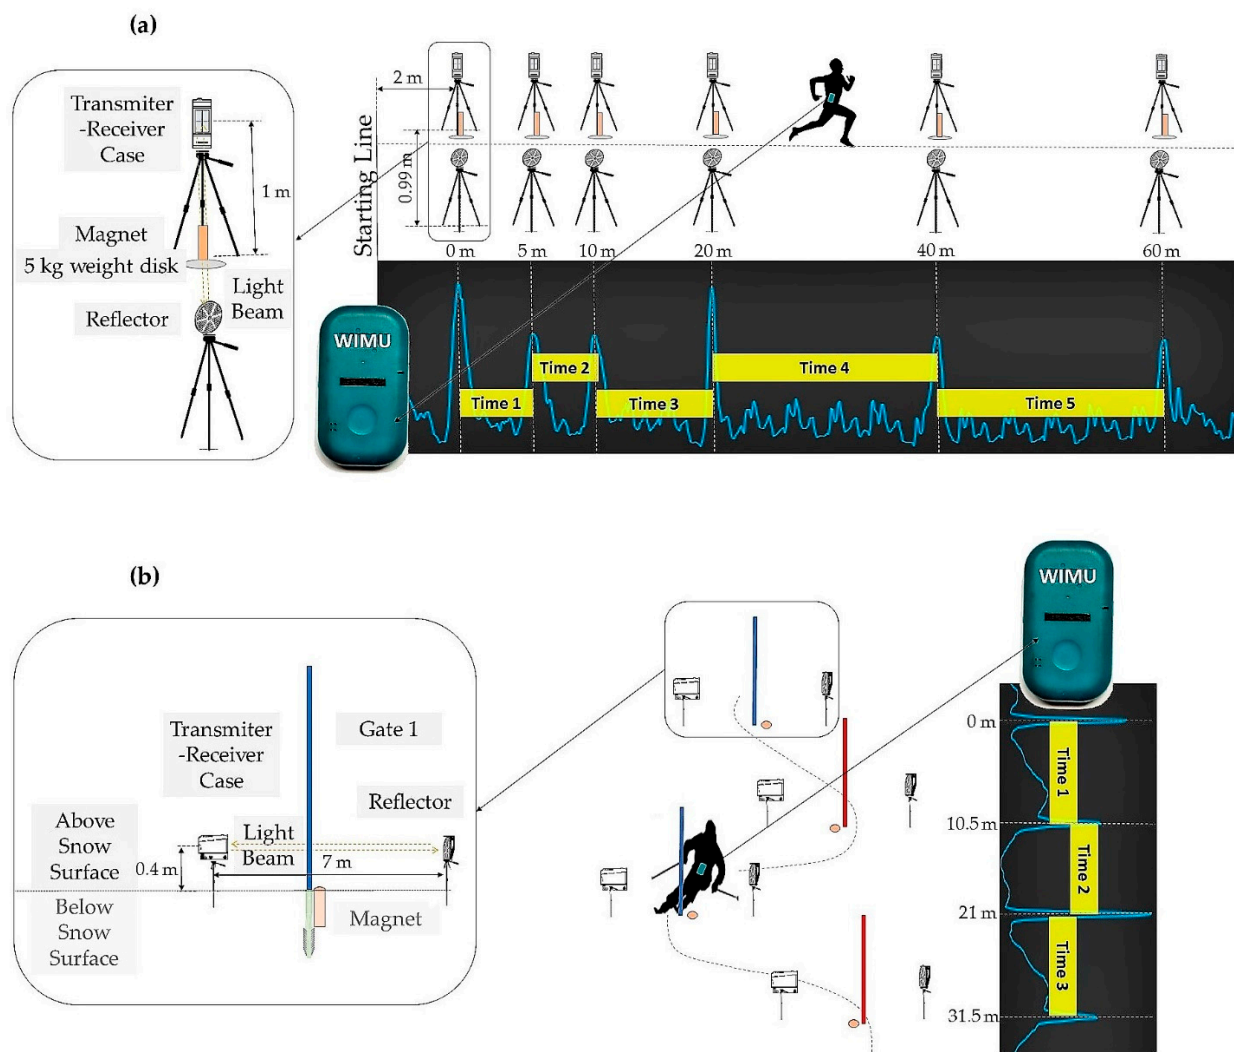 (a)
Transmiter
-Receiver
Case
1 m
Magnet
5 kg weight disk
Light
Beam
Reflector
2 m
Starting Line
0.99 m
0 m
5 m
10 m
20 m
40 m
60 m
WIMU
Time 1
Time 2
Time 3
Time 4
Time 5
(b)
Transmiter
-Receiver
Case
Gate 1
Reflector
Above
Snow
Surface
Light
Beam
0.4 m
7 m
Below
Snow
Surface
Magnet
WIMU
0 m
Time 1
10.5 m
Time 2
21 m
Time 3
31.5 m